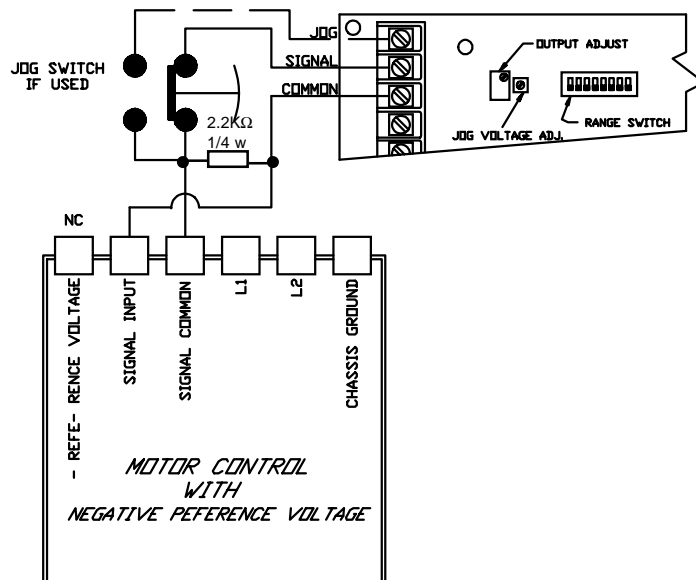 JOG
SIGNAL
COMMON
JOG SWITCH
IF USED
OUTPUT ADJUST
JOG VOLTAGE ADJ.
RANGE SWITCH
2.2KΩ
1/4 w
NC
- REFE- RENCE VOLTAGE
SIGNAL INPUT
SIGNAL COMMON
L1
L2
CHASSIS GROUND
MOTOR CONTROL
WITH
NEGATIVE PEFERENCE VOLTAGE